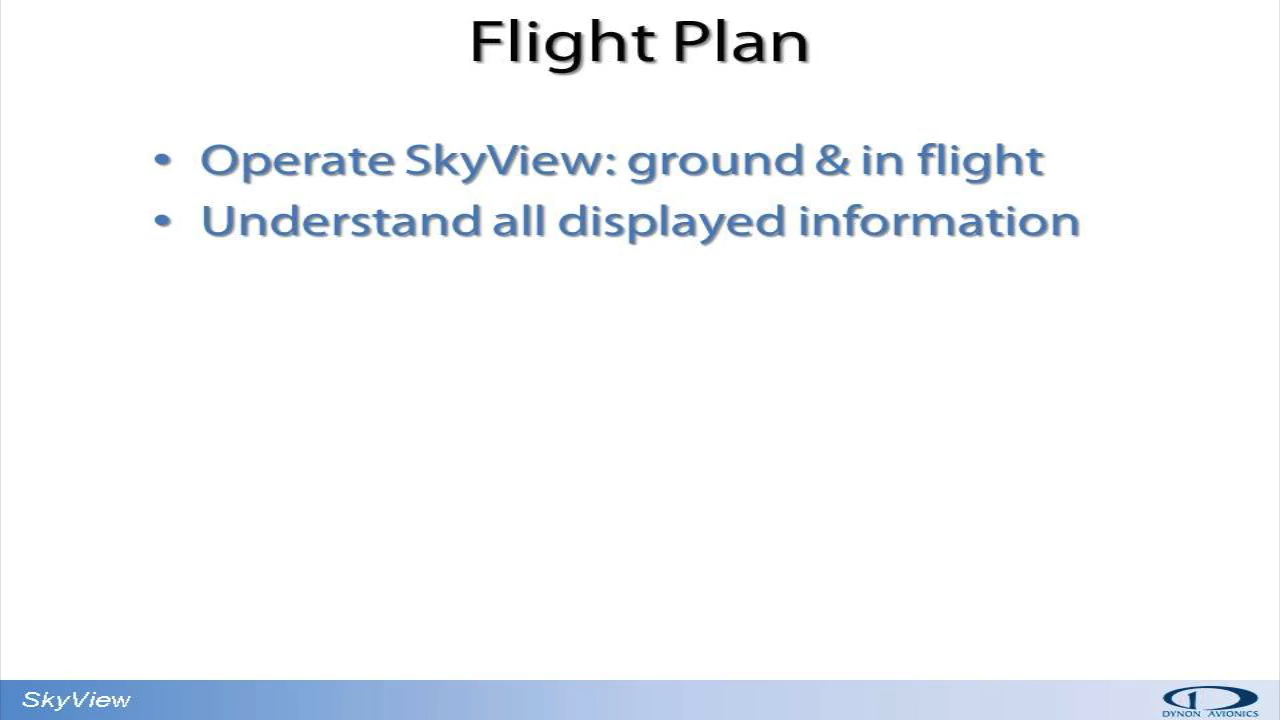 Flight Plan
• Operate SkyView: ground & in flight
• Understand all displayed information
SkyView
DYNON AVIONICS